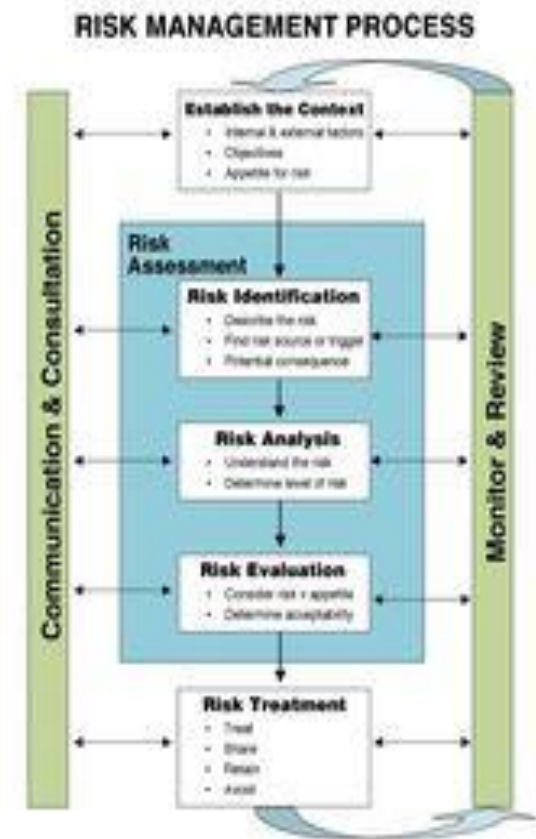 RISK MANAGEMENT PROCESS
Communication & Consultation
Establish the Context
• Internal & external factors
• Objectives
• Appetite for risk
Risk
Assessment
Risk Identification
• Describe the risk
• Find risk source or trigger
• Potential consequence
Risk Analysis
• Understand the risk
• Determine level of risk
Risk Evaluation
• Consider risk appetite
• Determine acceptability
Risk Treatment
• Treat
• Share
• Retain
• Avoid
Monitor & Review